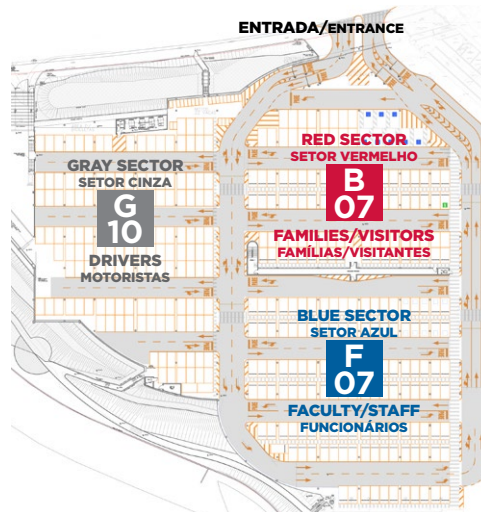 ENTRADA/ENTRANCE
RED SECTOR
SETOR VERMELHO
B
07
FAMILIES/VISITORS
FAMÍLIAS/VISITANTES
GRAY SECTOR
SETOR CINZA
G
10
DRIVERS
MOTORISTAS
BLUE SECTOR
SETOR AZUL
F
07
FACULTY/STAFF
FUNCIONÁRIOS